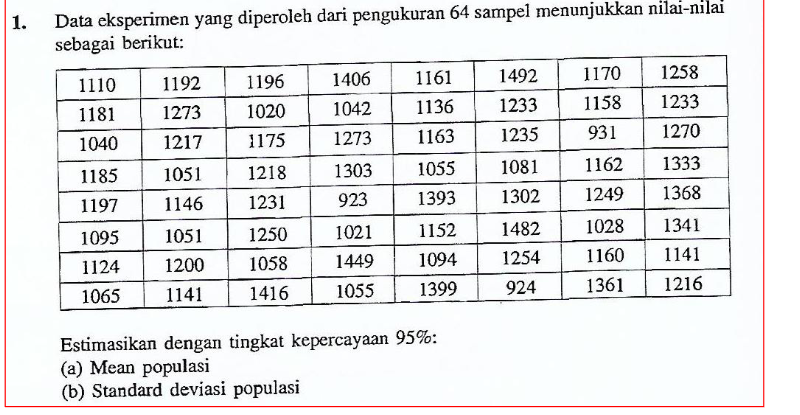 1. Data eksperimen yang diperoleh dari pengukuran 64 sampel menunjukkan nilai-nilai
sebagai berikut:
1110 1192 1196 1406 1161 1492 1170 1258
1181 1273 1020 1042 1136 1233 1158 1233
1040 1217 1175 1273 1163 1235 931 1270
1185 1051 1218 1303 1055 1081 1162 1333
1197 1146 1231 923 1393 1302 1249 1368
1095 1051 1250 1021 1152 1482 1028 1341
1124 1200 1058 1449 1094 1254 1160 1141
1065 1141 1416 1055 1399 924 1361 1216
Estimasikan dengan tingkat kepercayaan 95%:
(a) Mean populasi
(b) Standard deviasi populasi